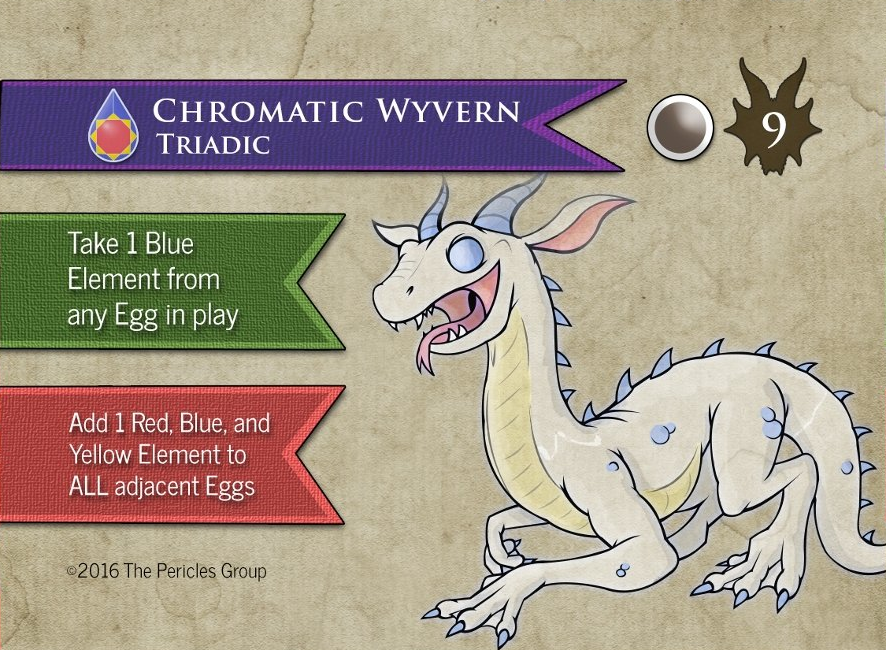 Chromatic Wyvern
Triadic
9
Take 1 Blue
Element from
any Egg in play
Add 1 Red, Blue, and
Yellow Element to
ALL adjacent Eggs
©2016 The Pericles Group